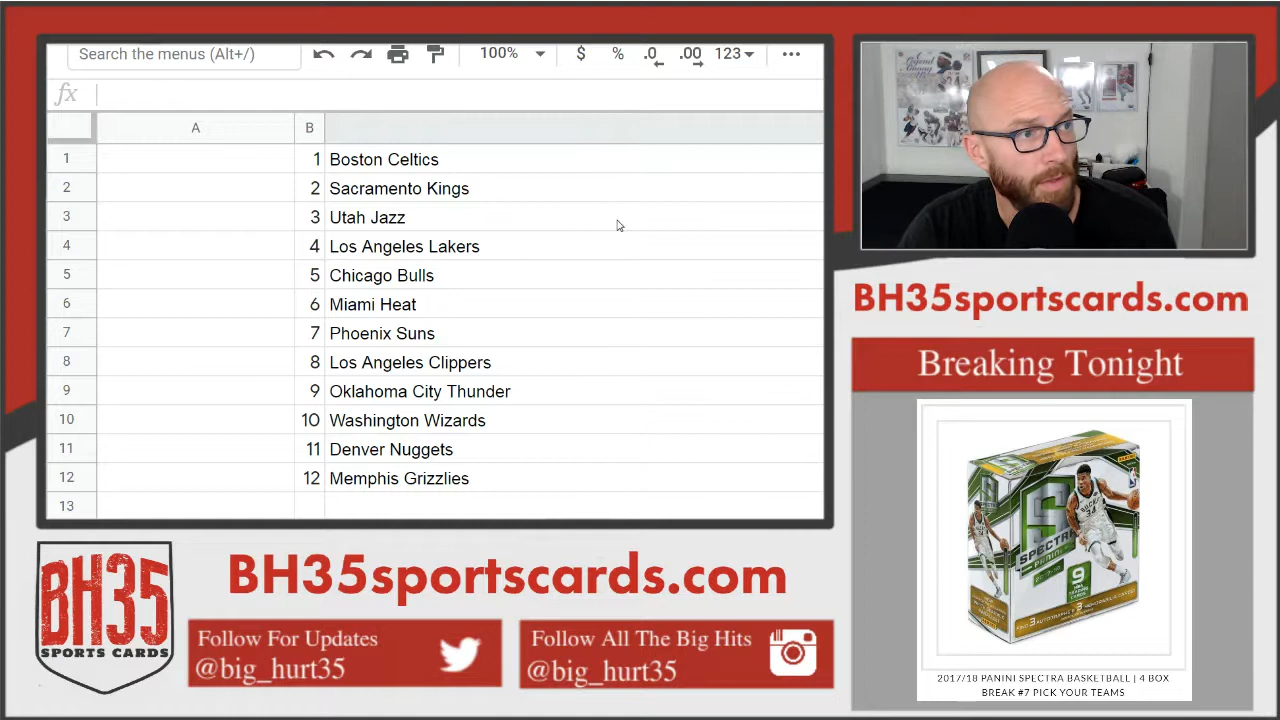 Search the menus (Alt+/)
100%
$ % .0 .00 123
fx
A B
1 1 Boston Celtics
2 2 Sacramento Kings
3 3 Utah Jazz
4 4 Los Angeles Lakers
5 5 Chicago Bulls
6 6 Miami Heat
7 7 Phoenix Suns
8 8 Los Angeles Clippers
9 9 Oklahoma City Thunder
10 10 Washington Wizards
11 11 Denver Nuggets
12 12 Memphis Grizzlies
13
BH35sportscards.com
Breaking Tonight
SPECTRA
PANINI
9
2017/18 PANINI SPECTRA BASKETBALL | 4 BOX
BREAK #7 PICK YOUR TEAMS
BH35
SPORTS CARDS
BH35sportscards.com
Follow For Updates
@big_hurt35
Follow All The Big Hits
@big_hurt35